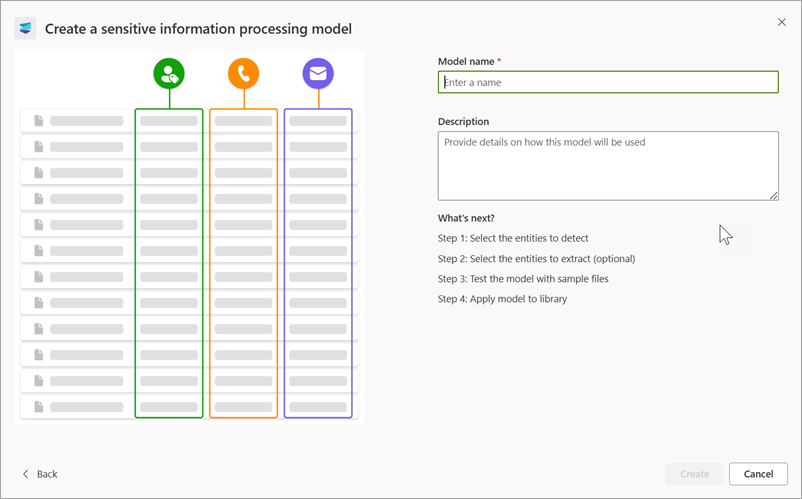 Create a sensitive information processing model
Model name *
Enter a name
Description
Provide details on how this model will be used
What's next?
Step 1: Select the entities to detect
Step 2: Select the entities to extract (optional)
Step 3: Test the model with sample files
Step 4: Apply model to library
Back
Create
Cancel